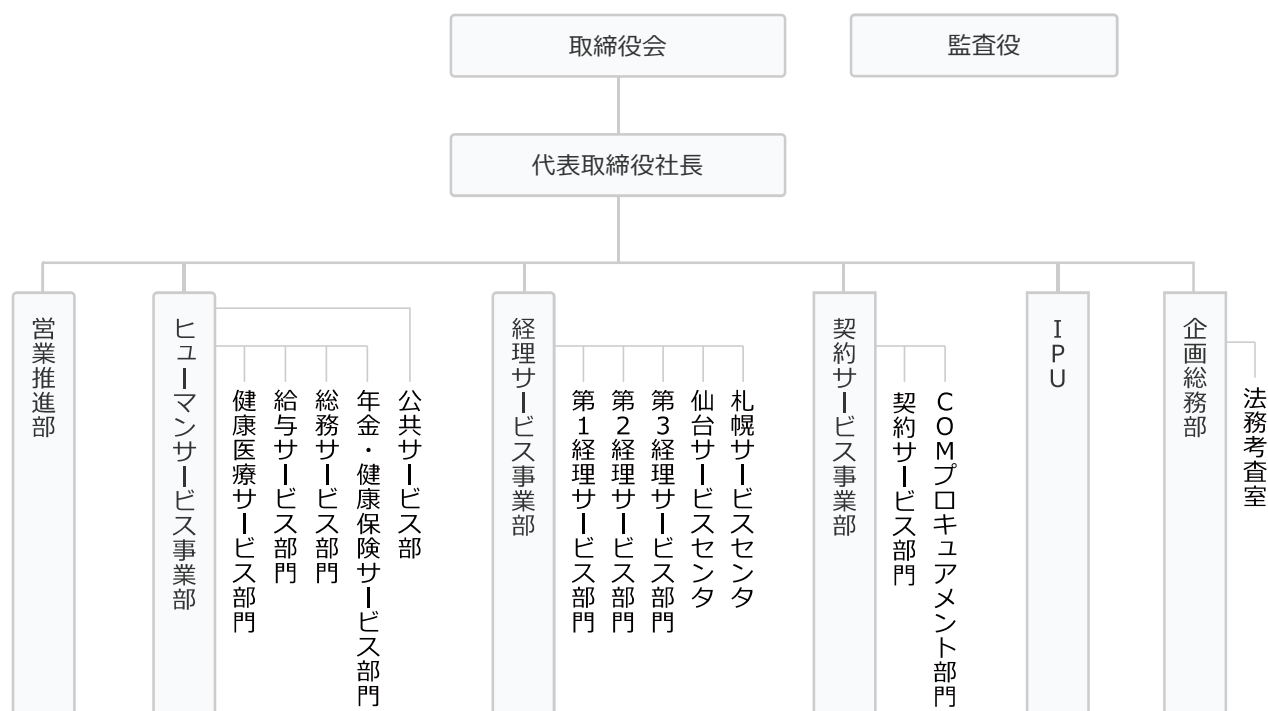 取締役会
監査役
代表取締役社長
営業推進部
ヒューマンサービス事業部
健康医療サービス部門
給与サービス部門
総務サービス部門
年金・健康保険サービス部門
公共サービス部
経理サービス事業部
第1経理サービス部門
第2経理サービス部門
第3経理サービス部門
仙台サービスセンタ
札幌サービスセンタ
契約サービス事業部
契約サービス部門
COMプロキュアメント部門
IPU
企画総務部
法務考査室